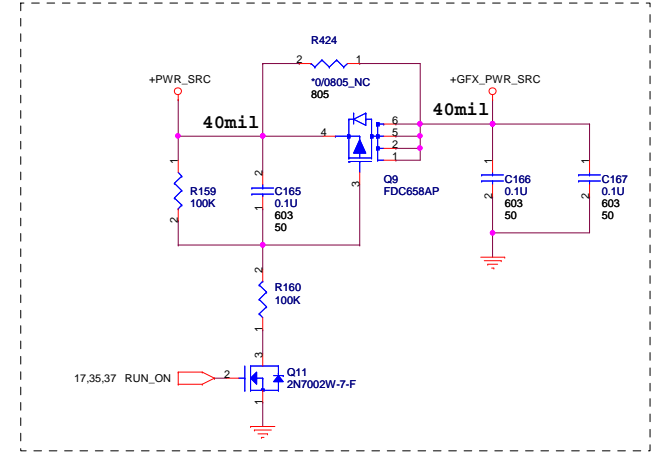 R424
2
1
+PWR_SRC
*0/0805_NC
805
+GFX_PWR_SRC
40mil
40mil
4
6
5
2
1
3
Q9
FDC658AP
1
R159
100K
2
2
C165
0.1U
603
50
1
1
C166
0.1U
603
50
2
1
C167
0.1U
603
50
2
2
R160
100K
1
3
17,35,37 RUN_ON
2
Q11
2N7002W-7-F
1